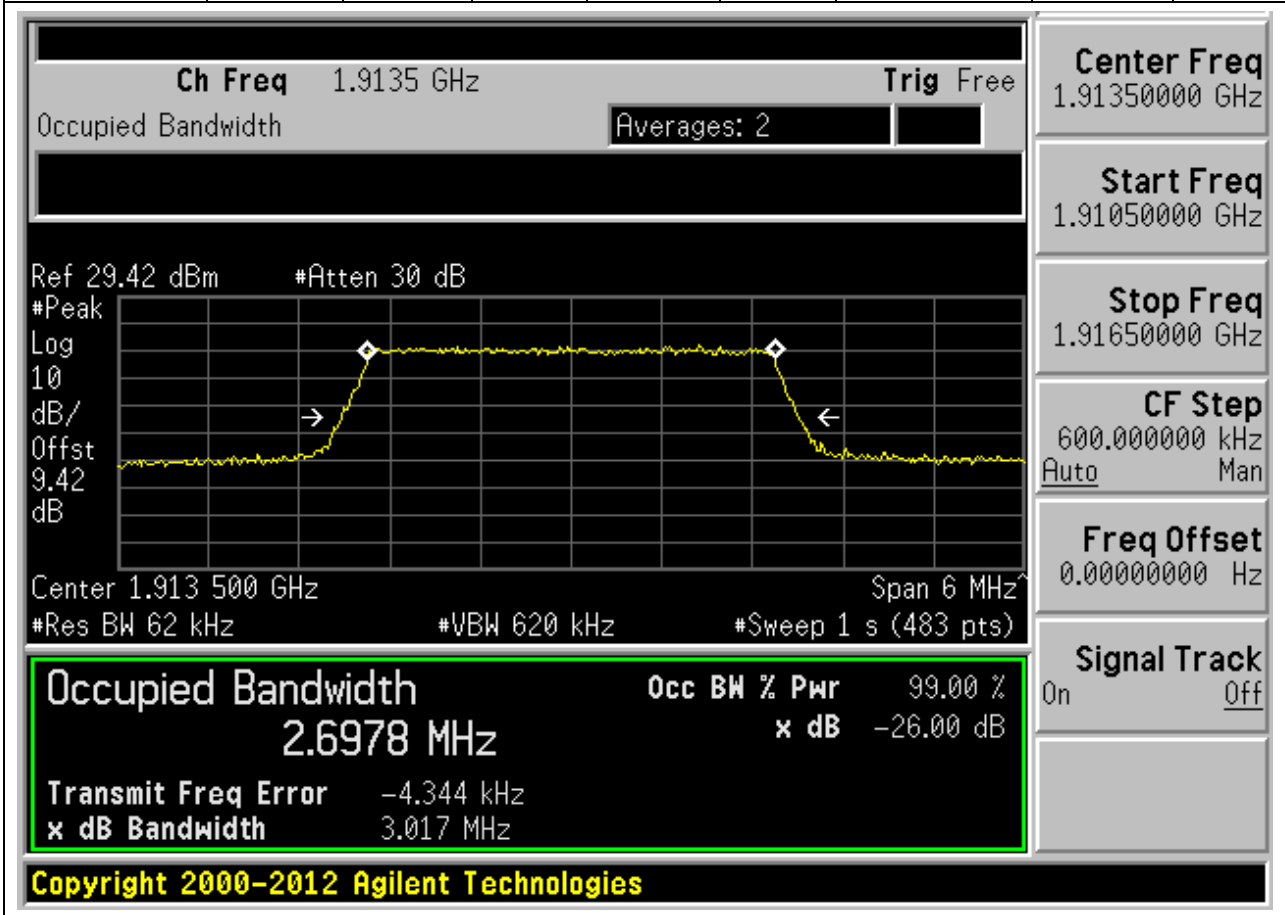 Ch Freq 1.9135 GHz Trig Free
Occupied Bandwidth Averages: 2
Ref 29.42 dBm #Atten 30 dB
#Peak
Log
10
dB/
Offst
9.42
dB
Center 1.913 500 GHz Span 6 MHz^
#Res BW 62 kHz #VBW 620 kHz #Sweep 1 s (483 pts)
Occupied Bandwidth Occ BW % Pwr 99.00 %
2.6978 MHz x dB -26.00 dB
Transmit Freq Error -4.344 kHz
x dB Bandwidth 3.017 MHz
Copyright 2000-2012 Agilent Technologies
Center Freq
1.91350000 GHz
Start Freq
1.91050000 GHz
Stop Freq
1.91650000 GHz
CF Step
600.000000 kHz
Auto Man
Freq Offset
0.00000000 Hz
Signal Track
On Off